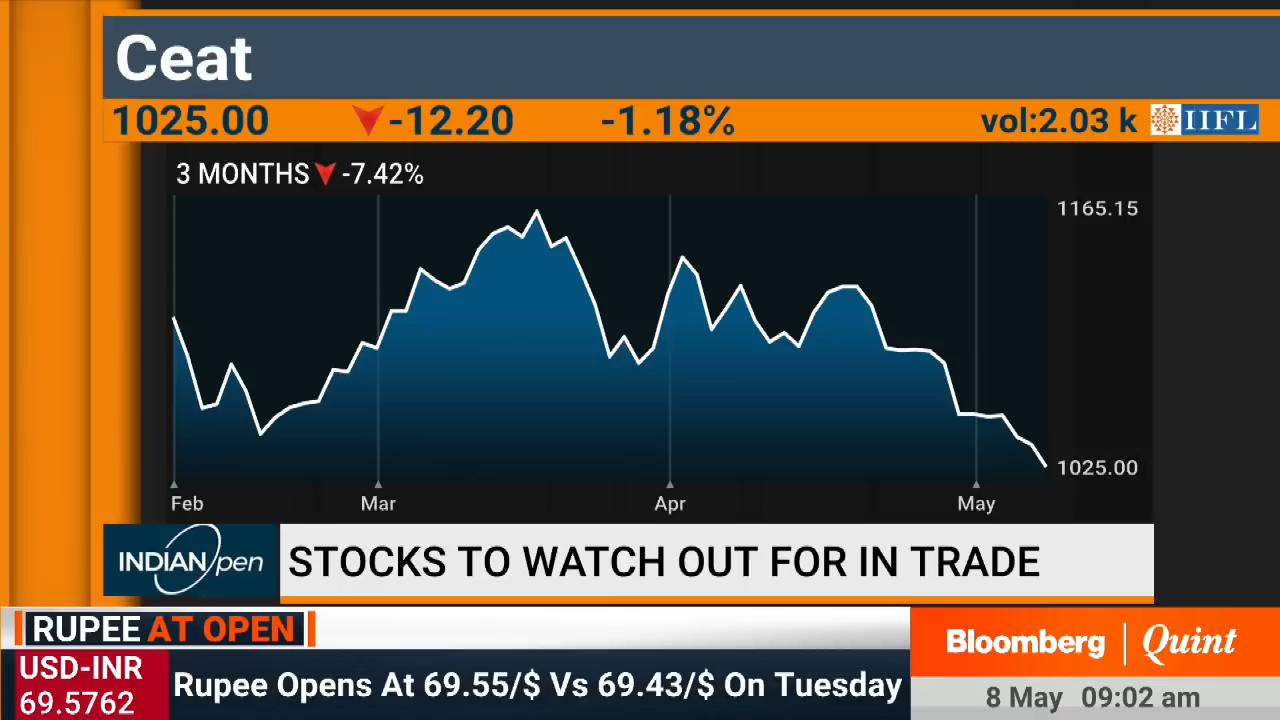 Ceat
1025.00 -12.20 -1.18% vol:2.03 k IIFL
3 MONTHS -7.42%
1165.15
1025.00
Feb Mar Apr May
INDIAN Open STOCKS TO WATCH OUT FOR IN TRADE
RUPEE AT OPEN
USD-INR
69.5762
Rupee Opens At 69.55/$ Vs 69.43/$ On Tuesday
Bloomberg | Quint
8 May 09:02 am